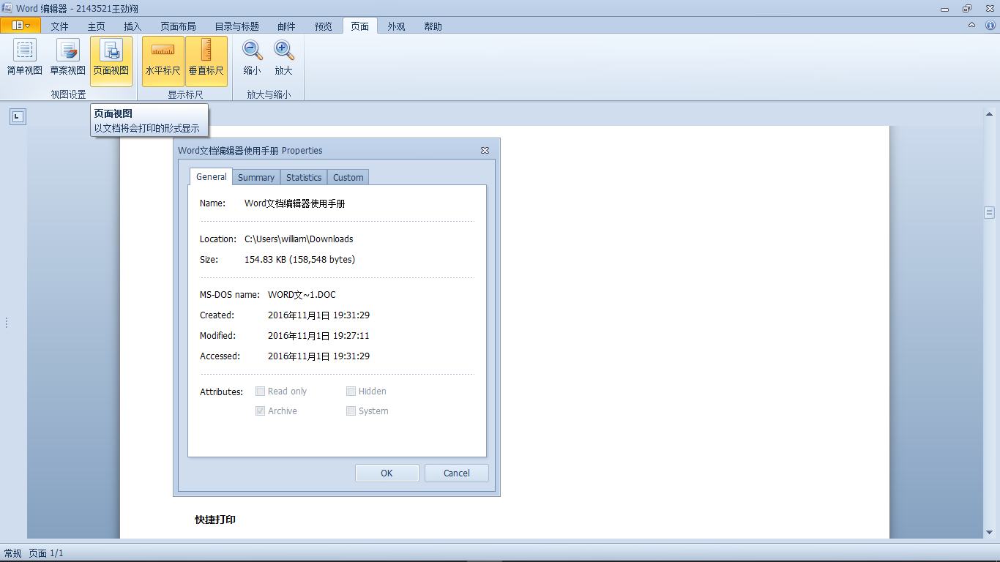 Word 编辑器 - 2143521王劲翔
文件 主页 插入 页面布局 目录与标题 邮件 预览 页面 外观 帮助
简单视图 草案视图 页面视图 水平标尺 垂直标尺 缩小 放大
视图设置 显示标尺 放大与缩小
页面视图
以文档将会打印的形式显示
Word文档编辑器使用手册 Properties
General Summary Statistics Custom
Name: Word文档编辑器使用手册
Location: C:\Users\william\Downloads
Size: 154.83 KB (158,548 bytes)
MS-DOS name: WORD文~1.DOC
Created: 2016年11月1日 19:31:29
Modified: 2016年11月1日 19:27:11
Accessed: 2016年11月1日 19:31:29
Attributes: Read only Hidden
Archive System
OK Cancel
快捷打印
常规 页面 1/1